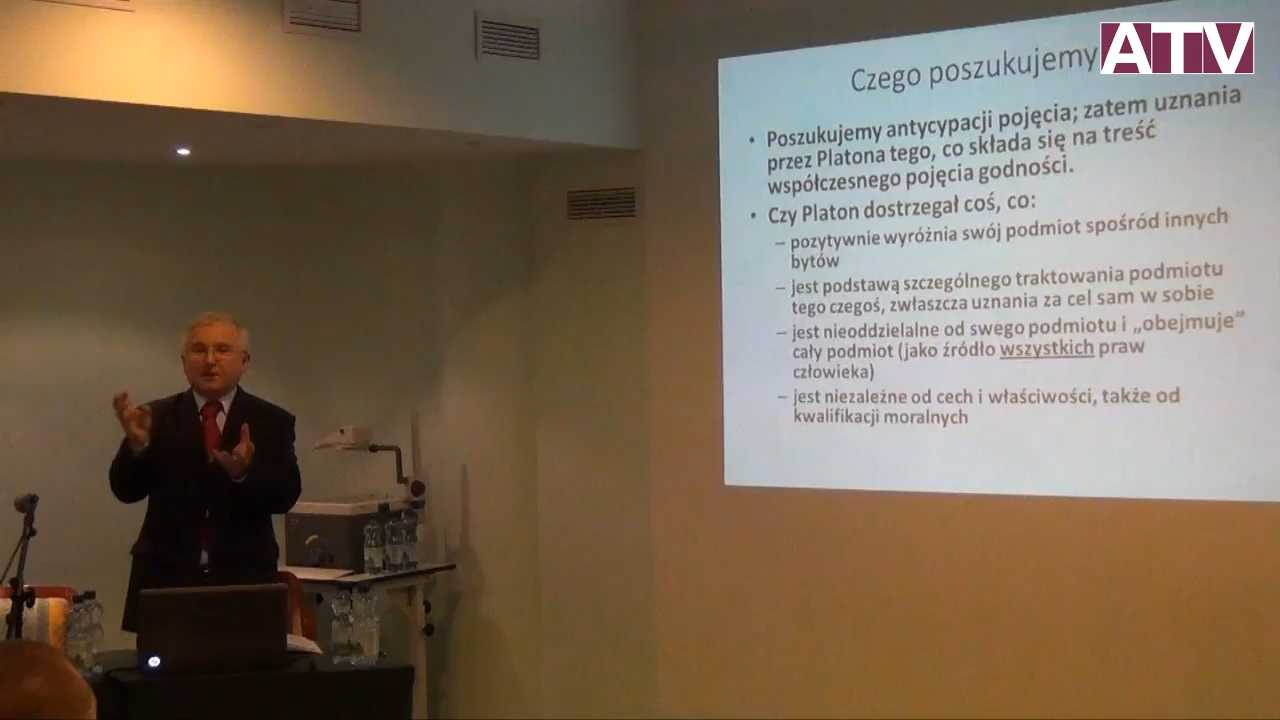 ATV
Czego poszukujemy
• Poszukujemy antycypacji pojęcia; zatem uznania
przez Platona tego, co składa się na treść
współczesnego pojęcia godności.
• Czy Platon dostrzegał coś, co:
– pozytywnie wyróżnia swój podmiot spośród innych
bytów
– jest podstawą szczególnego traktowania podmiotu
tego czegoś, zwłaszcza uznania za cel sam w sobie
– jest nieoddzielalne od swego podmiotu i „obejmuje”
cały podmiot (jako źródło wszystkich praw
człowieka)
– jest niezależne od cech i właściwości, także od
kwalifikacji moralnych
hp